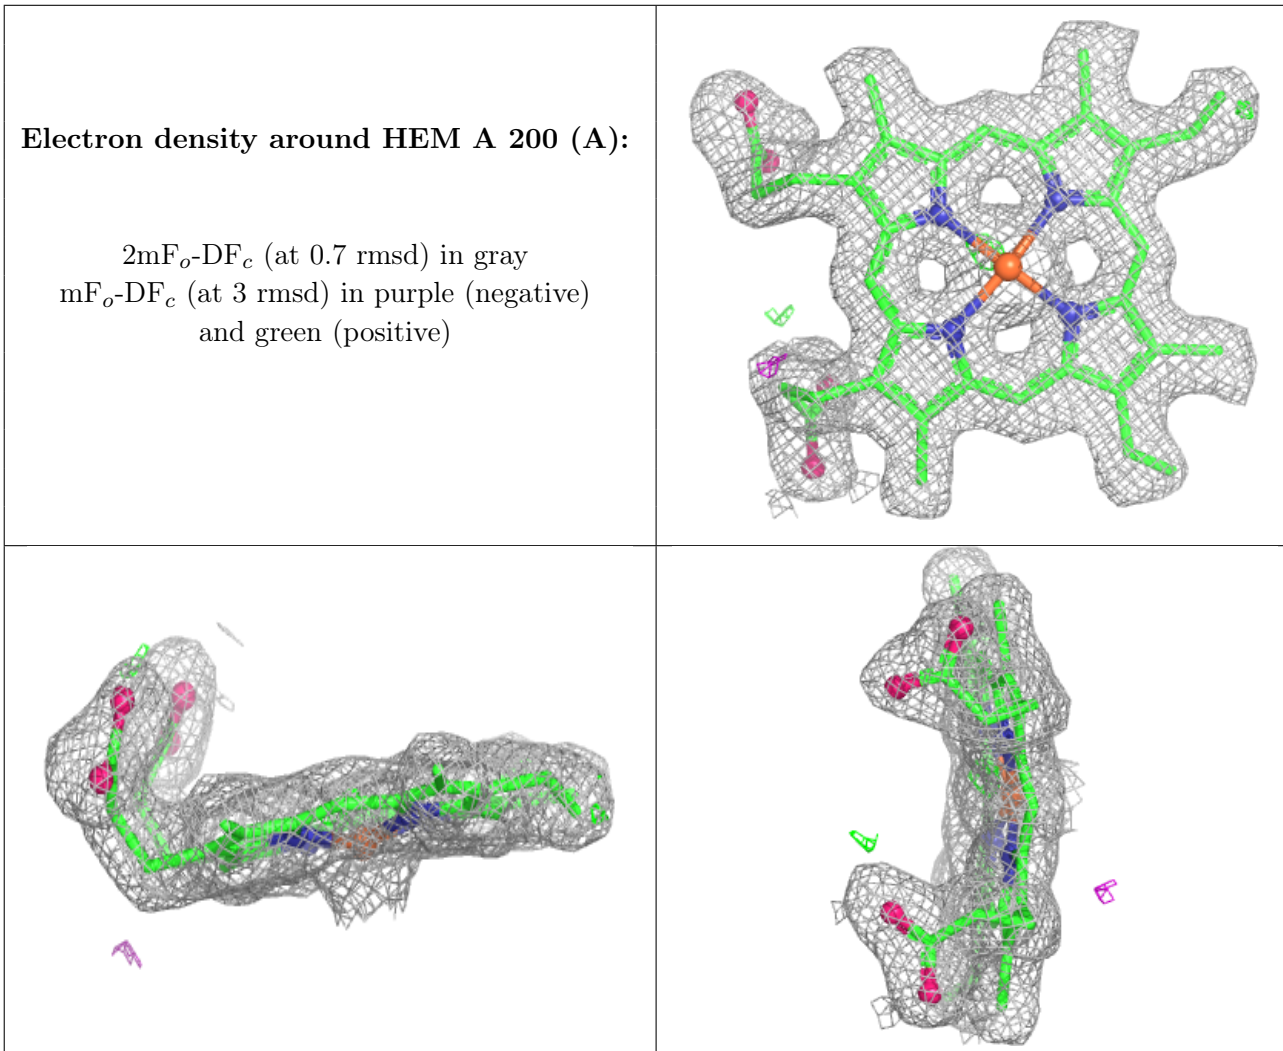 Electron density around HEM A 200 (A):
2mFo-DFc (at 0.7 rmsd) in gray
mFo-DFc (at 3 rmsd) in purple (negative)
and green (positive)